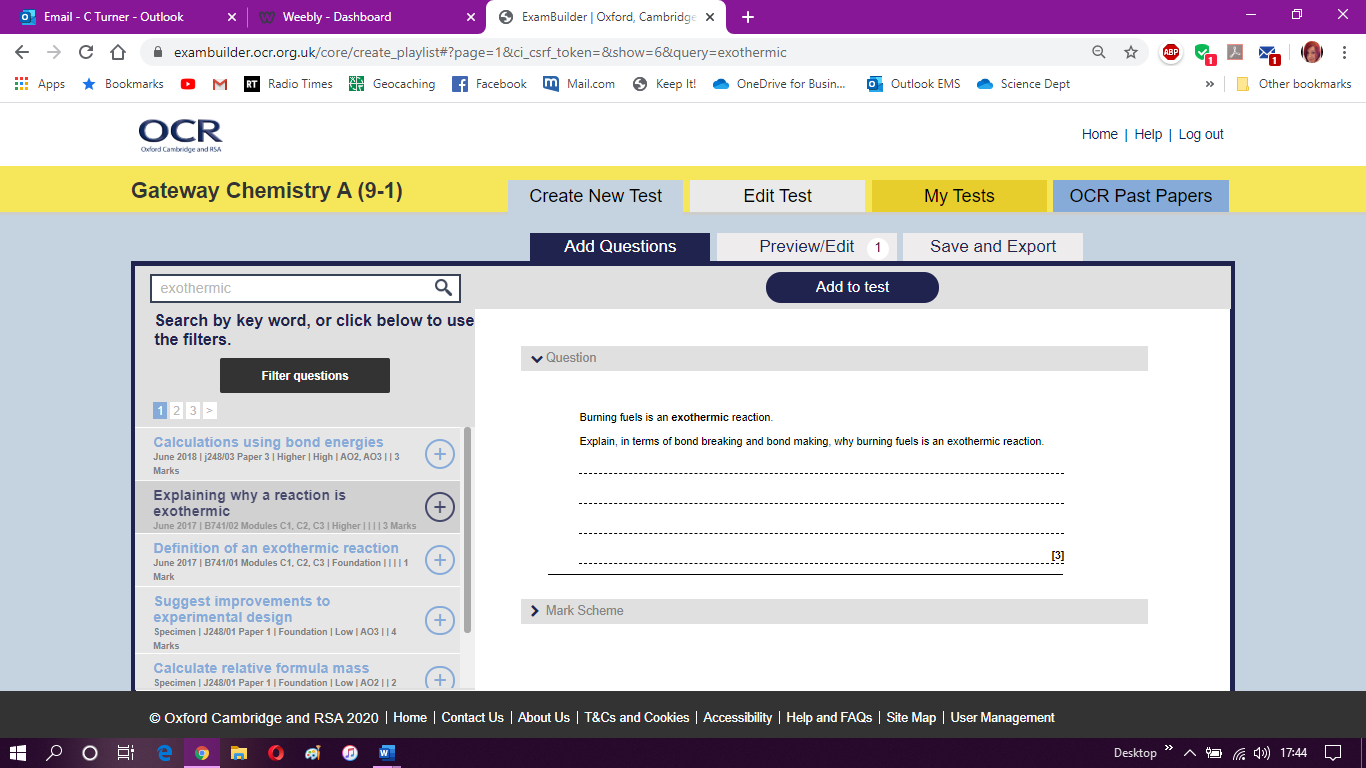 Email - C Turner - Outlook
Weebly - Dashboard
ExamBuilder | Oxford, Cambridge
exambuilder.ocr.org.uk/core/create_playlist#?page=1&ci_csrf_token=&show=6&query=exothermic
ABP
1
1
Apps
Bookmarks
RT
Radio Times
Geocaching
Facebook
Mail.com
Keep It!
OneDrive for Busin...
Outlook EMS
Science Dept
»
Other bookmarks
OCR
Oxford Cambridge and RSA
Home | Help | Log out
Gateway Chemistry A (9-1)
Create New Test
Edit Test
My Tests
OCR Past Papers
Add Questions
Preview/Edit 1
Save and Export
exothermic
Add to test
Search by key word, or click below to use
the filters.
Filter questions
1 2 3 >
Calculations using bond energies
June 2018 | j248/03 Paper 3 | Higher | High | AO2, AO3 | | 3
Marks
Explaining why a reaction is
exothermic
June 2017 | B741/02 Modules C1, C2, C3 | Higher | | | | 3 Marks
Definition of an exothermic reaction
June 2017 | B741/01 Modules C1, C2, C3 | Foundation | | | | 1
Mark
Suggest improvements to
experimental design
Specimen | J248/01 Paper 1 | Foundation | Low | AO3 | | 4
Marks
Calculate relative formula mass
Specimen | J248/01 Paper 1 | Foundation | Low | AO2 | | 2
Question
Burning fuels is an exothermic reaction.
Explain, in terms of bond breaking and bond making, why burning fuels is an exothermic reaction.
[3]
Mark Scheme
© Oxford Cambridge and RSA 2020 | Home | Contact Us | About Us | T&Cs and Cookies | Accessibility | Help and FAQs | Site Map | User Management
Desktop » 17:44